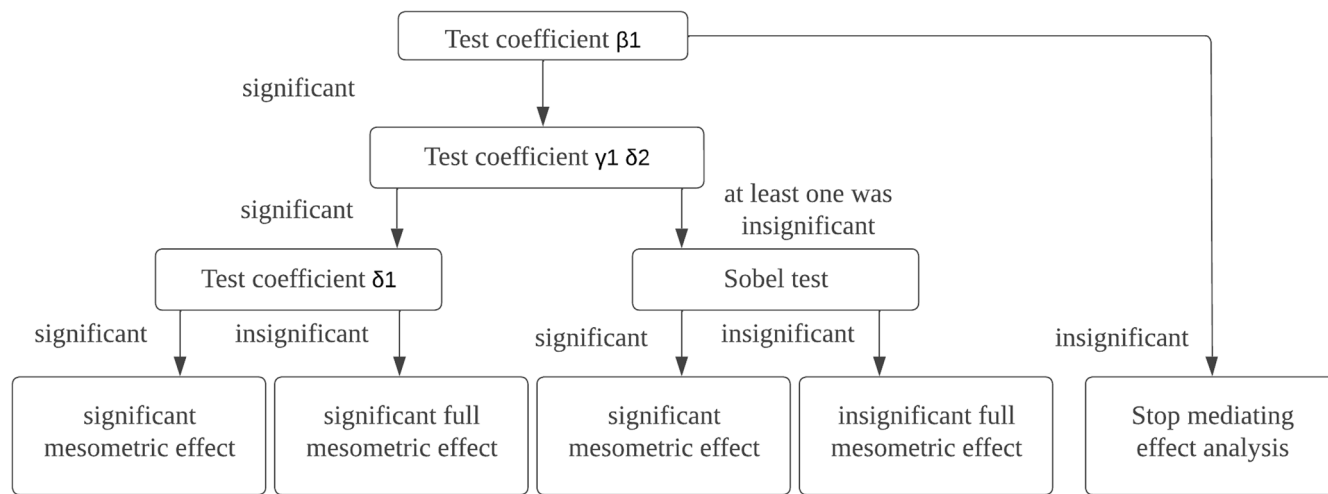 Test coefficient β1
significant
Test coefficient γ1 δ2
significant
at least one was
insignificant
Test coefficient δ1
Sobel test
significant
insignificant
significant
insignificant
insignificant
significant
mesometric effect
significant full
mesometric effect
significant
mesometric effect
insignificant full
mesometric effect
Stop mediating
effect analysis